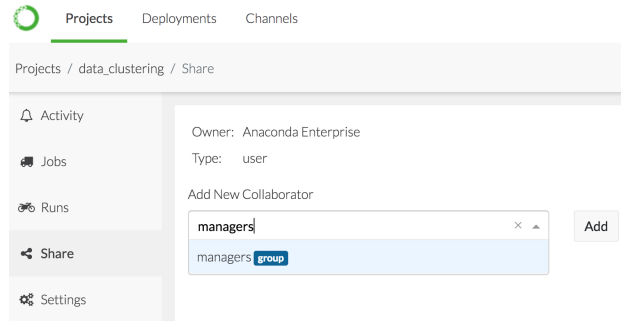 Projects Deployments Channels
Projects / data_clustering / Share
Activity
Jobs
Runs
Share
Settings
Owner: Anaconda Enterprise
Type: user
Add New Collaborator
managers × Add
managers group